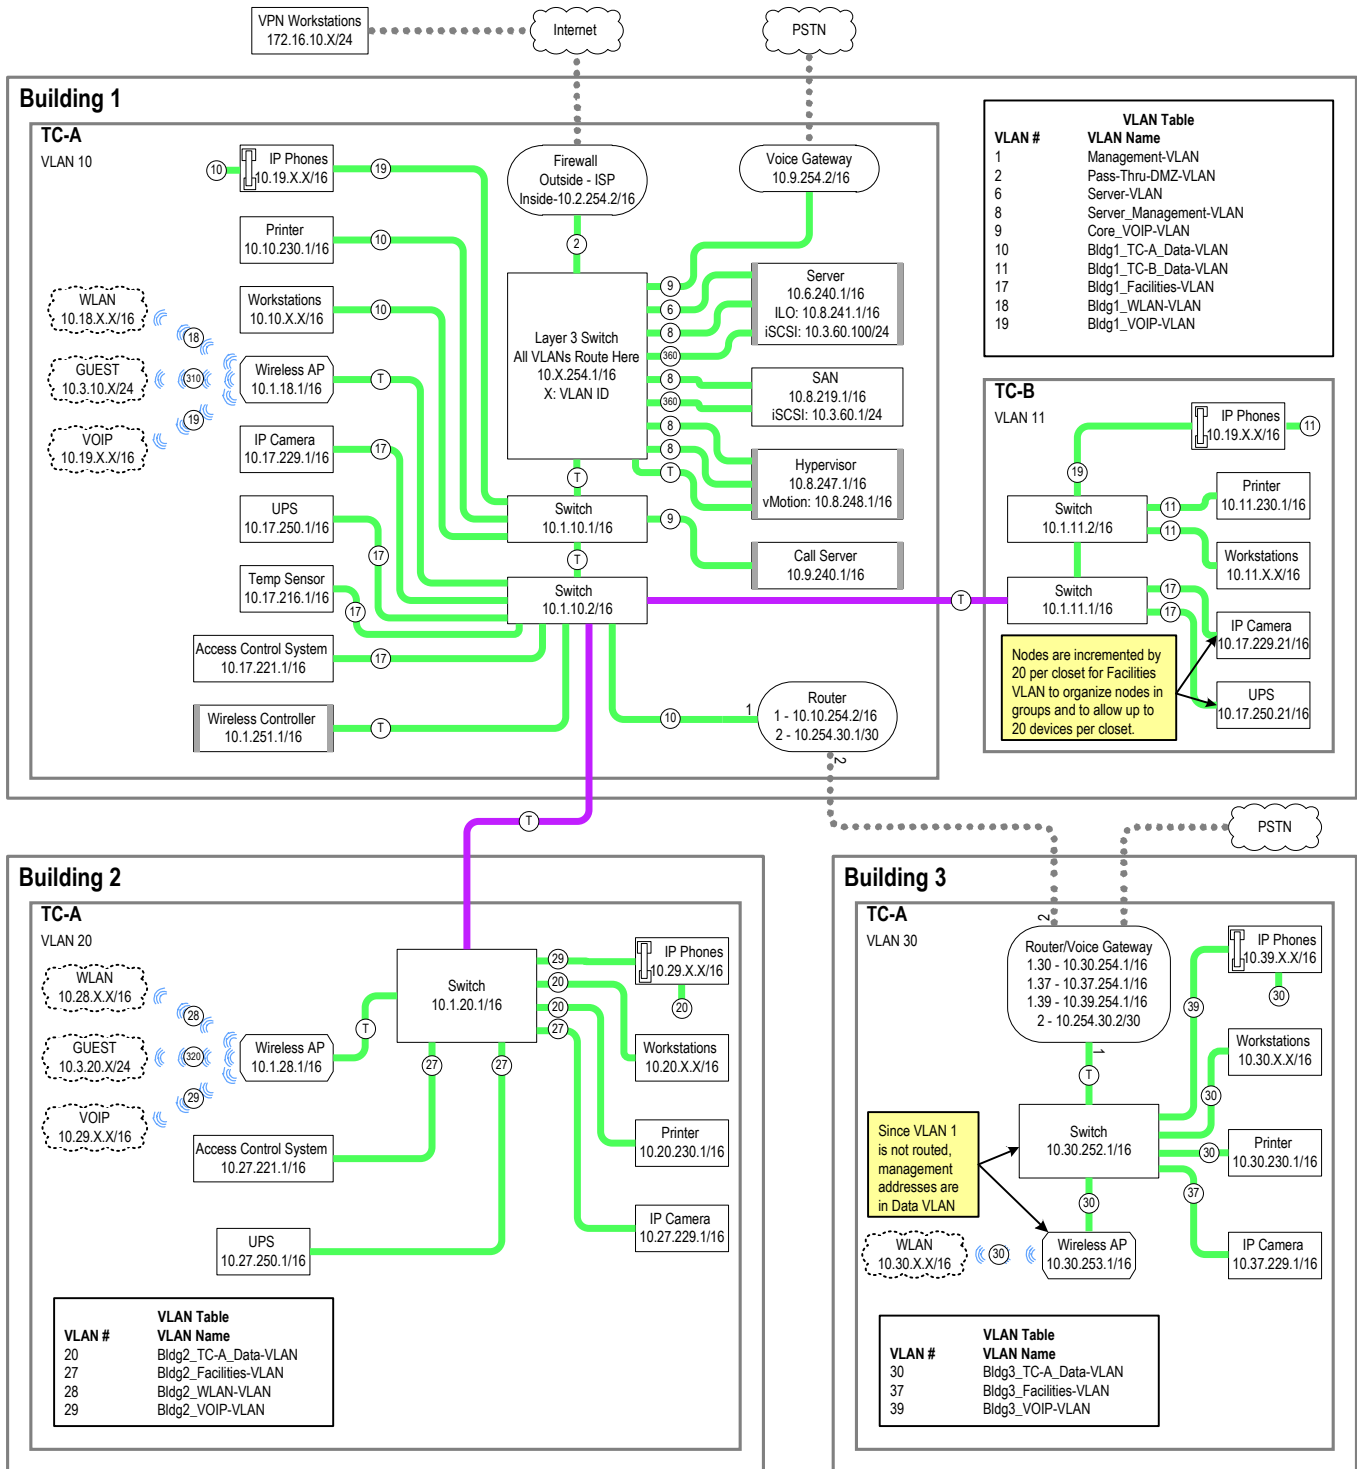 VPN Workstations
172.16.10.X/24
Internet
PSTN
Building 1
TC-A
VLAN 10
10
IP Phones
10.19.X.X/16
19
Printer
10.10.230.1/16
10
Workstations
10.10.X.X/16
10
WLAN
10.18.X.X/16
18
GUEST
10.3.10.X/24
310
VOIP
10.19.X.X/16
19
Wireless AP
10.1.18.1/16
T
IP Camera
10.17.229.1/16
17
UPS
10.17.250.1/16
17
Temp Sensor
10.17.216.1/16
17
Access Control System
10.17.221.1/16
17
Wireless Controller
10.1.251.1/16
T
Firewall
Outside - ISP
Inside-10.2.254.2/16
2
Layer 3 Switch
All VLANs Route Here
10.X.254.1/16
X: VLAN ID
T
Switch
10.1.10.1/16
T
Switch
10.1.10.2/16
Voice Gateway
10.9.254.2/16
9
6
8
360
8
360
8
8
T
9
Server
10.6.240.1/16
ILO: 10.8.241.1/16
iSCSI: 10.3.60.100/24
SAN
10.8.219.1/16
iSCSI: 10.3.60.1/24
Hypervisor
10.8.247.1/16
vMotion: 10.8.248.1/16
Call Server
10.9.240.1/16
10
1
Router
1 - 10.10.254.2/16
2 - 10.254.30.1/30
2
T
VLAN Table
VLAN # VLAN Name
1 Management-VLAN
2 Pass-Thru-DMZ-VLAN
6 Server-VLAN
8 Server_Management-VLAN
9 Core_VOIP-VLAN
10 Bldg1_TC-A_Data-VLAN
11 Bldg1_TC-B_Data-VLAN
17 Bldg1_Facilities-VLAN
18 Bldg1_WLAN-VLAN
19 Bldg1_VOIP-VLAN
TC-B
VLAN 11
IP Phones
10.19.X.X/16
11
19
Switch
10.1.11.2/16
11
11
Printer
10.11.230.1/16
Workstations
10.11.X.X/16
Switch
10.1.11.1/16
17
17
IP Camera
10.17.229.21/16
UPS
10.17.250.21/16
Nodes are incremented by
20 per closet for Facilities
VLAN to organize nodes in
groups and to allow up to
20 devices per closet.
T
PSTN
Building 2
TC-A
VLAN 20
WLAN
10.28.X.X/16
28
GUEST
10.3.20.X/24
320
VOIP
10.29.X.X/16
29
Wireless AP
10.1.28.1/16
T
Switch
10.1.20.1/16
29
20
20
27
IP Phones
10.29.X.X/16
20
Workstations
10.20.X.X/16
Printer
10.20.230.1/16
IP Camera
10.27.229.1/16
27
27
Access Control System
10.27.221.1/16
UPS
10.27.250.1/16
VLAN Table
VLAN # VLAN Name
20 Bldg2_TC-A_Data-VLAN
27 Bldg2_Facilities-VLAN
28 Bldg2_WLAN-VLAN
29 Bldg2_VOIP-VLAN
Building 3
TC-A
VLAN 30
2
Router/Voice Gateway
1.30 - 10.30.254.1/16
1.37 - 10.37.254.1/16
1.39 - 10.39.254.1/16
2 - 10.254.30.2/30
1
T
Switch
10.30.252.1/16
39
30
30
37
IP Phones
10.39.X.X/16
30
Workstations
10.30.X.X/16
Printer
10.30.230.1/16
IP Camera
10.37.229.1/16
Since VLAN 1
is not routed,
management
addresses are
in Data VLAN
30
WLAN
10.30.X.X/16
30
Wireless AP
10.30.253.1/16
VLAN Table
VLAN # VLAN Name
30 Bldg3_TC-A_Data-VLAN
37 Bldg3_Facilities-VLAN
39 Bldg3_VOIP-VLAN